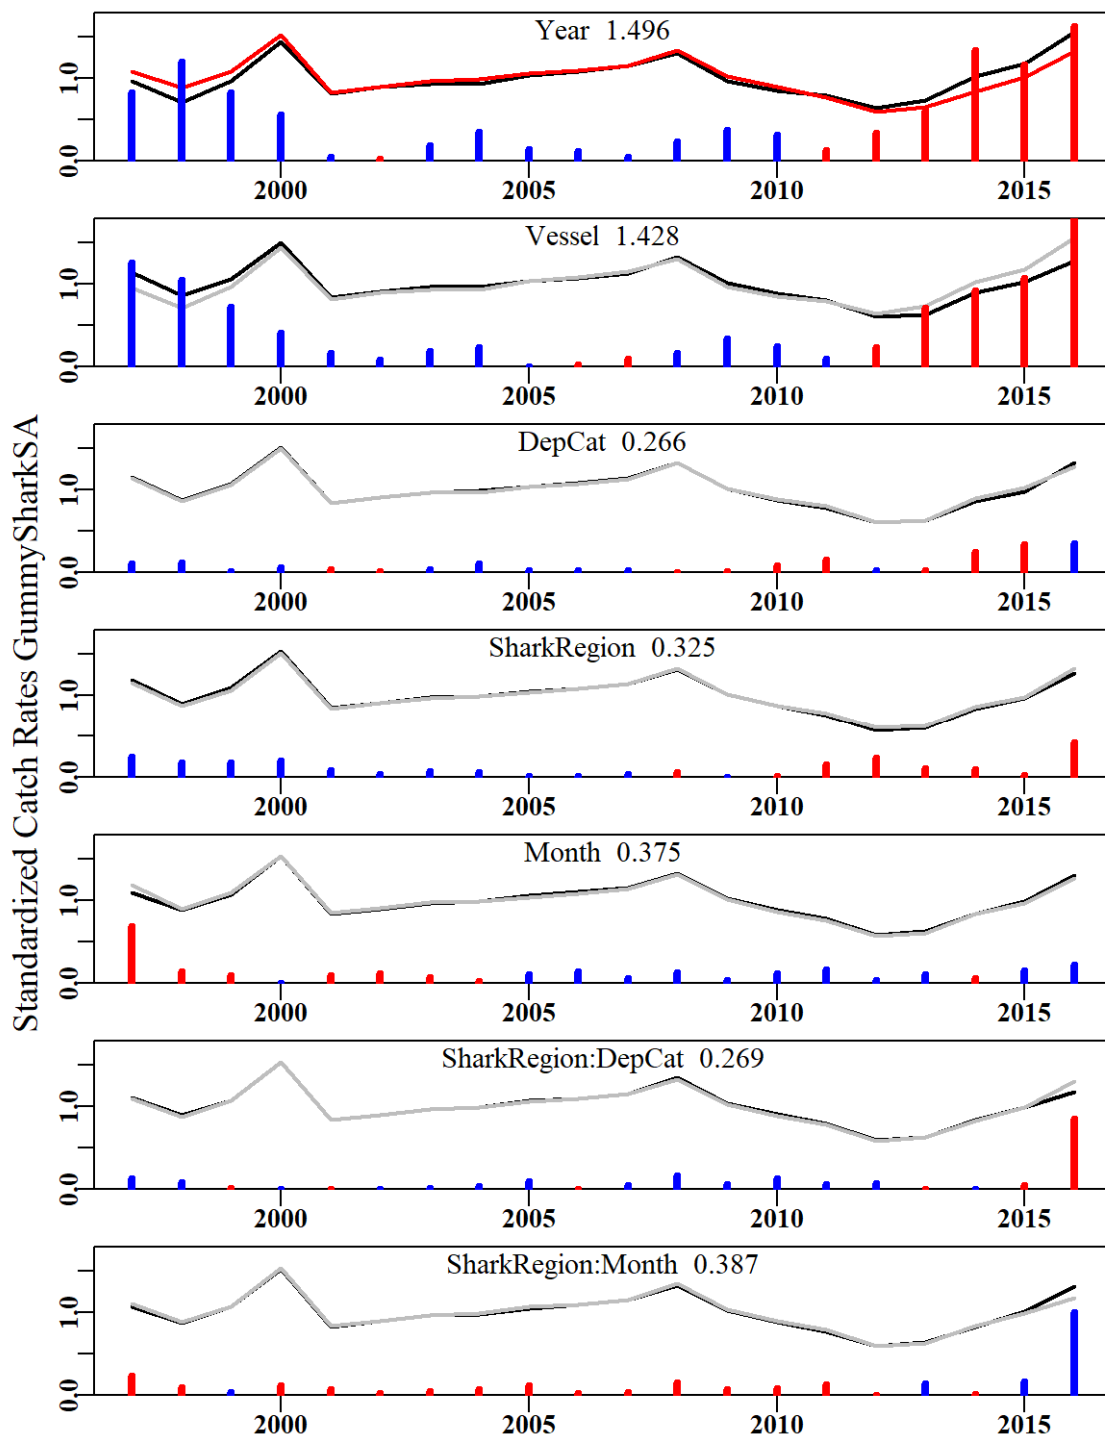 Standardized Catch Rates GummySharkSA
Year 1.496
1.0
0.0
2000 2005 2010 2015
Vessel 1.428
1.0
0.0
2000 2005 2010 2015
DepCat 0.266
1.0
0.0
2000 2005 2010 2015
SharkRegion 0.325
1.0
0.0
2000 2005 2010 2015
Month 0.375
1.0
0.0
2000 2005 2010 2015
SharkRegion:DepCat 0.269
1.0
0.0
2000 2005 2010 2015
SharkRegion:Month 0.387
1.0
0.0
2000 2005 2010 2015